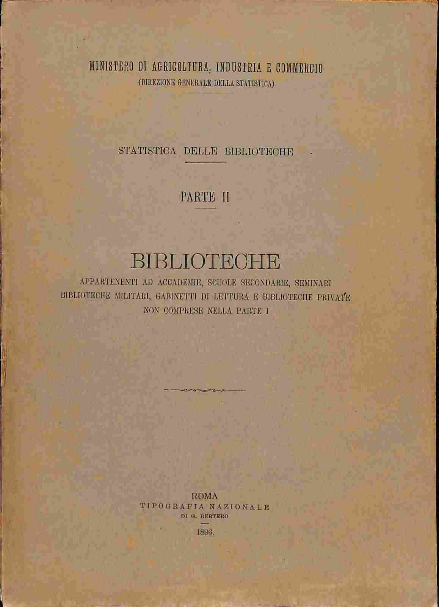 MINISTERO DI AGRICOLTURA, INDUSTRIA E COMMERCIO
(DIREZIONE GENERALE DELLA STATISTICA)
STATISTICA DELLE BIBLIOTECHE
PARTE II
BIBLIOTECHE
APPARTENENTI AD ACCADEMIE, SCUOLE SECONDARIE, SEMINARI
BIBLIOTECHE MILITARI, GABINETTI DI LETTURA E BIBLIOTECHE PRIVATE
NON COMPRESE NELLA PARTE I
ROMA
TIPOGRAFIA NAZIONALE
DI G. BERTERO
1896.